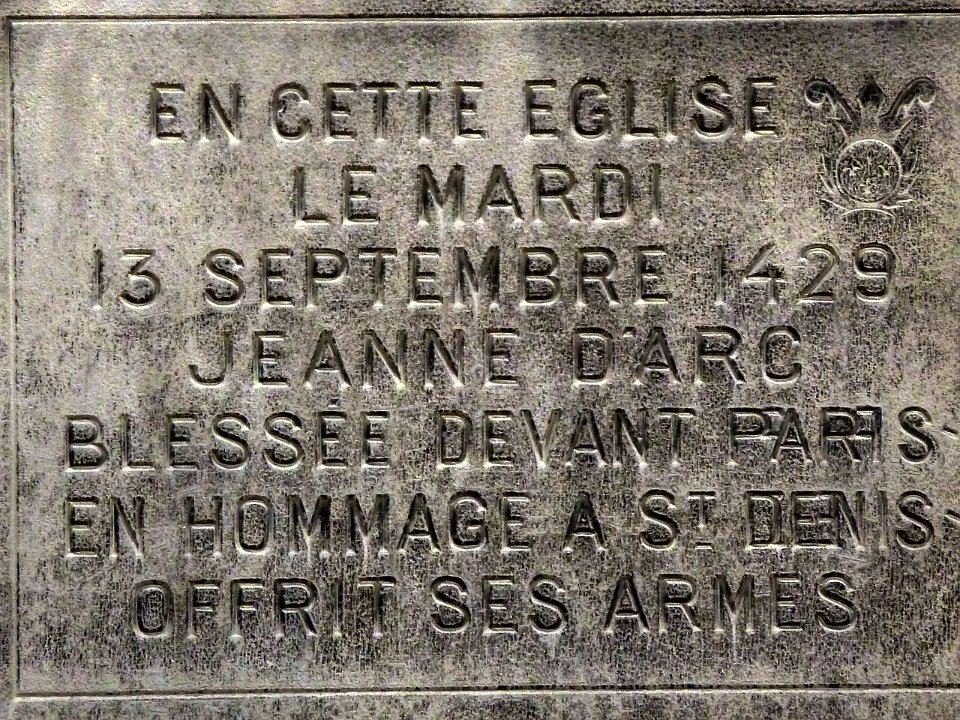 EN CETTE EGLISE
LE MARDI
13 SEPTEMBRE 1429
JEANNE D'ARC
BLESSÉE DEVANT PARIS
EN HOMMAGE A ST DENIS
OFFRIT SES ARMES